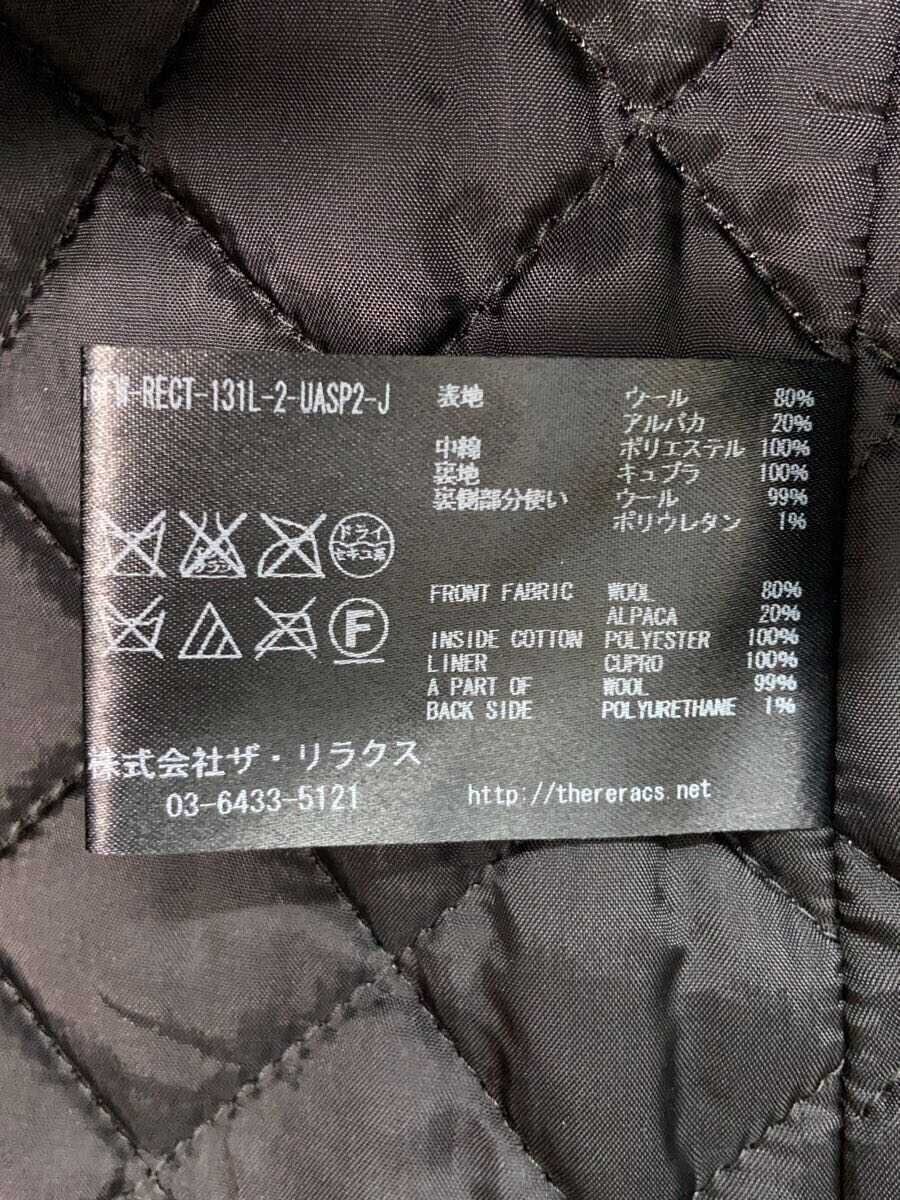 -RECT-131L-2-UASP2-J
表地 ウール 80%
アルパカ 20%
中綿 ポリエステル 100%
裏地 キュプラ 100%
裏側部分使い ウール 99%
ポリウレタン 1%
ドライ
セキユ系
F
FRONT FABRIC WOOL 80%
ALPACA 20%
INSIDE COTTON POLYESTER 100%
LINER CUPRO 100%
A PART OF WOOL 99%
BACK SIDE POLYURETHANE 1%
株式会社ザ・リラクス
03-6433-5121
http://thereracs.net